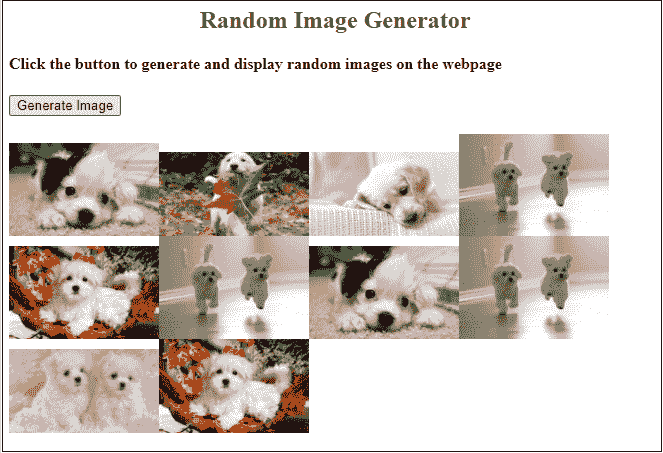 Random Image Generator
Click the button to generate and display random images on the webpage
Generate Image